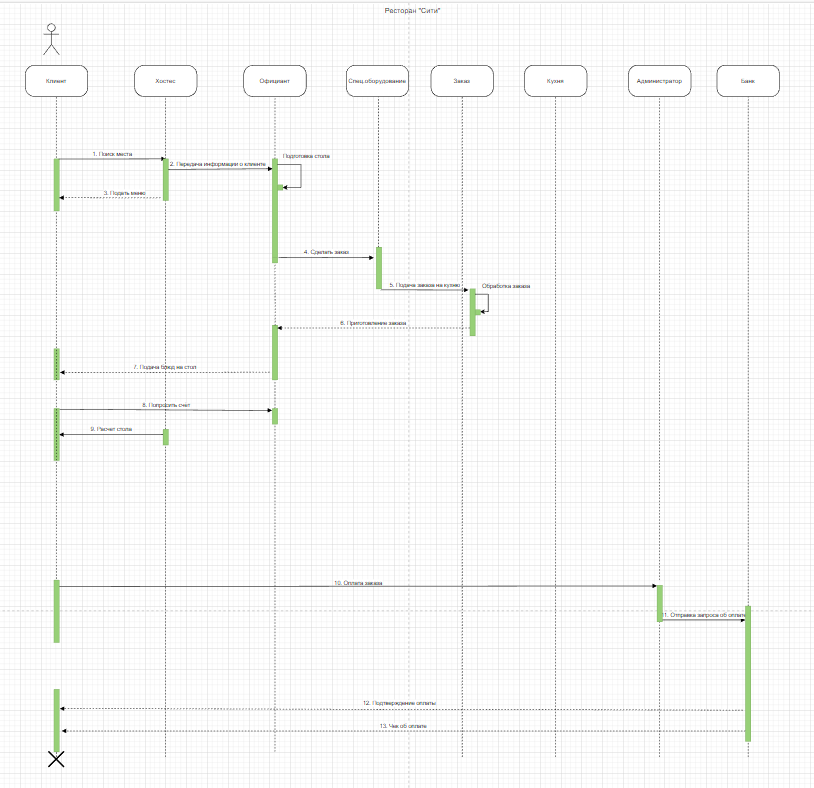 Ресторан "Сити"
Клиент
Хостес
Официант
Спец.оборудование
Заказ
Кухня
Администратор
Банк
1. Поиск места
Подготовка стола
2. Передача информации о клиенте
3. Подать меню
4. Сделать заказ
5. Подача заказа на кухню
Обработка заказа
6. Приготовление заказа
7. Подача блюд на стол
8. Попросить счет
9. Расчет стола
10. Оплата заказа
11. Отправка запроса об оплате
12. Подтверждение оплаты
13. Чек об оплате